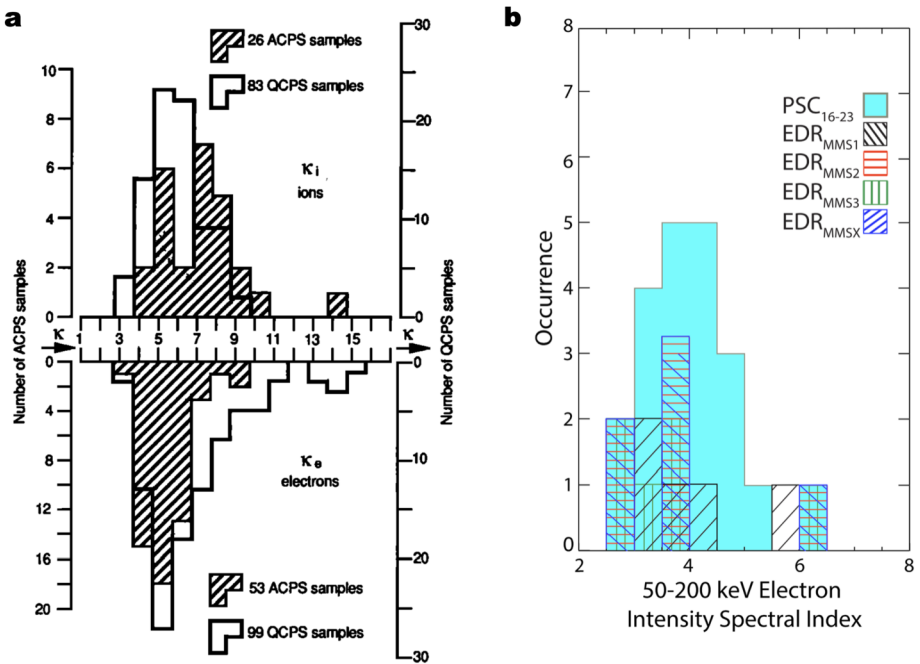 a
26 ACPS samples
83 QCPS samples
κi
ions
Number of ACPS samples
10
8
6
4
2
0
30
20
10
0
κ 1 3 5 7 9 11 13 15 κ
0
4
8
12
16
20
0
10
20
30
Number of QCPS samples
κe
electrons
53 ACPS samples
99 QCPS samples
b
Occurrence
8
7
6
5
4
3
2
1
0
PSC16-23
EDRMMS1
EDRMMS2
EDRMMS3
EDRMMSX
2 4 6 8
50-200 keV Electron
Intensity Spectral Index